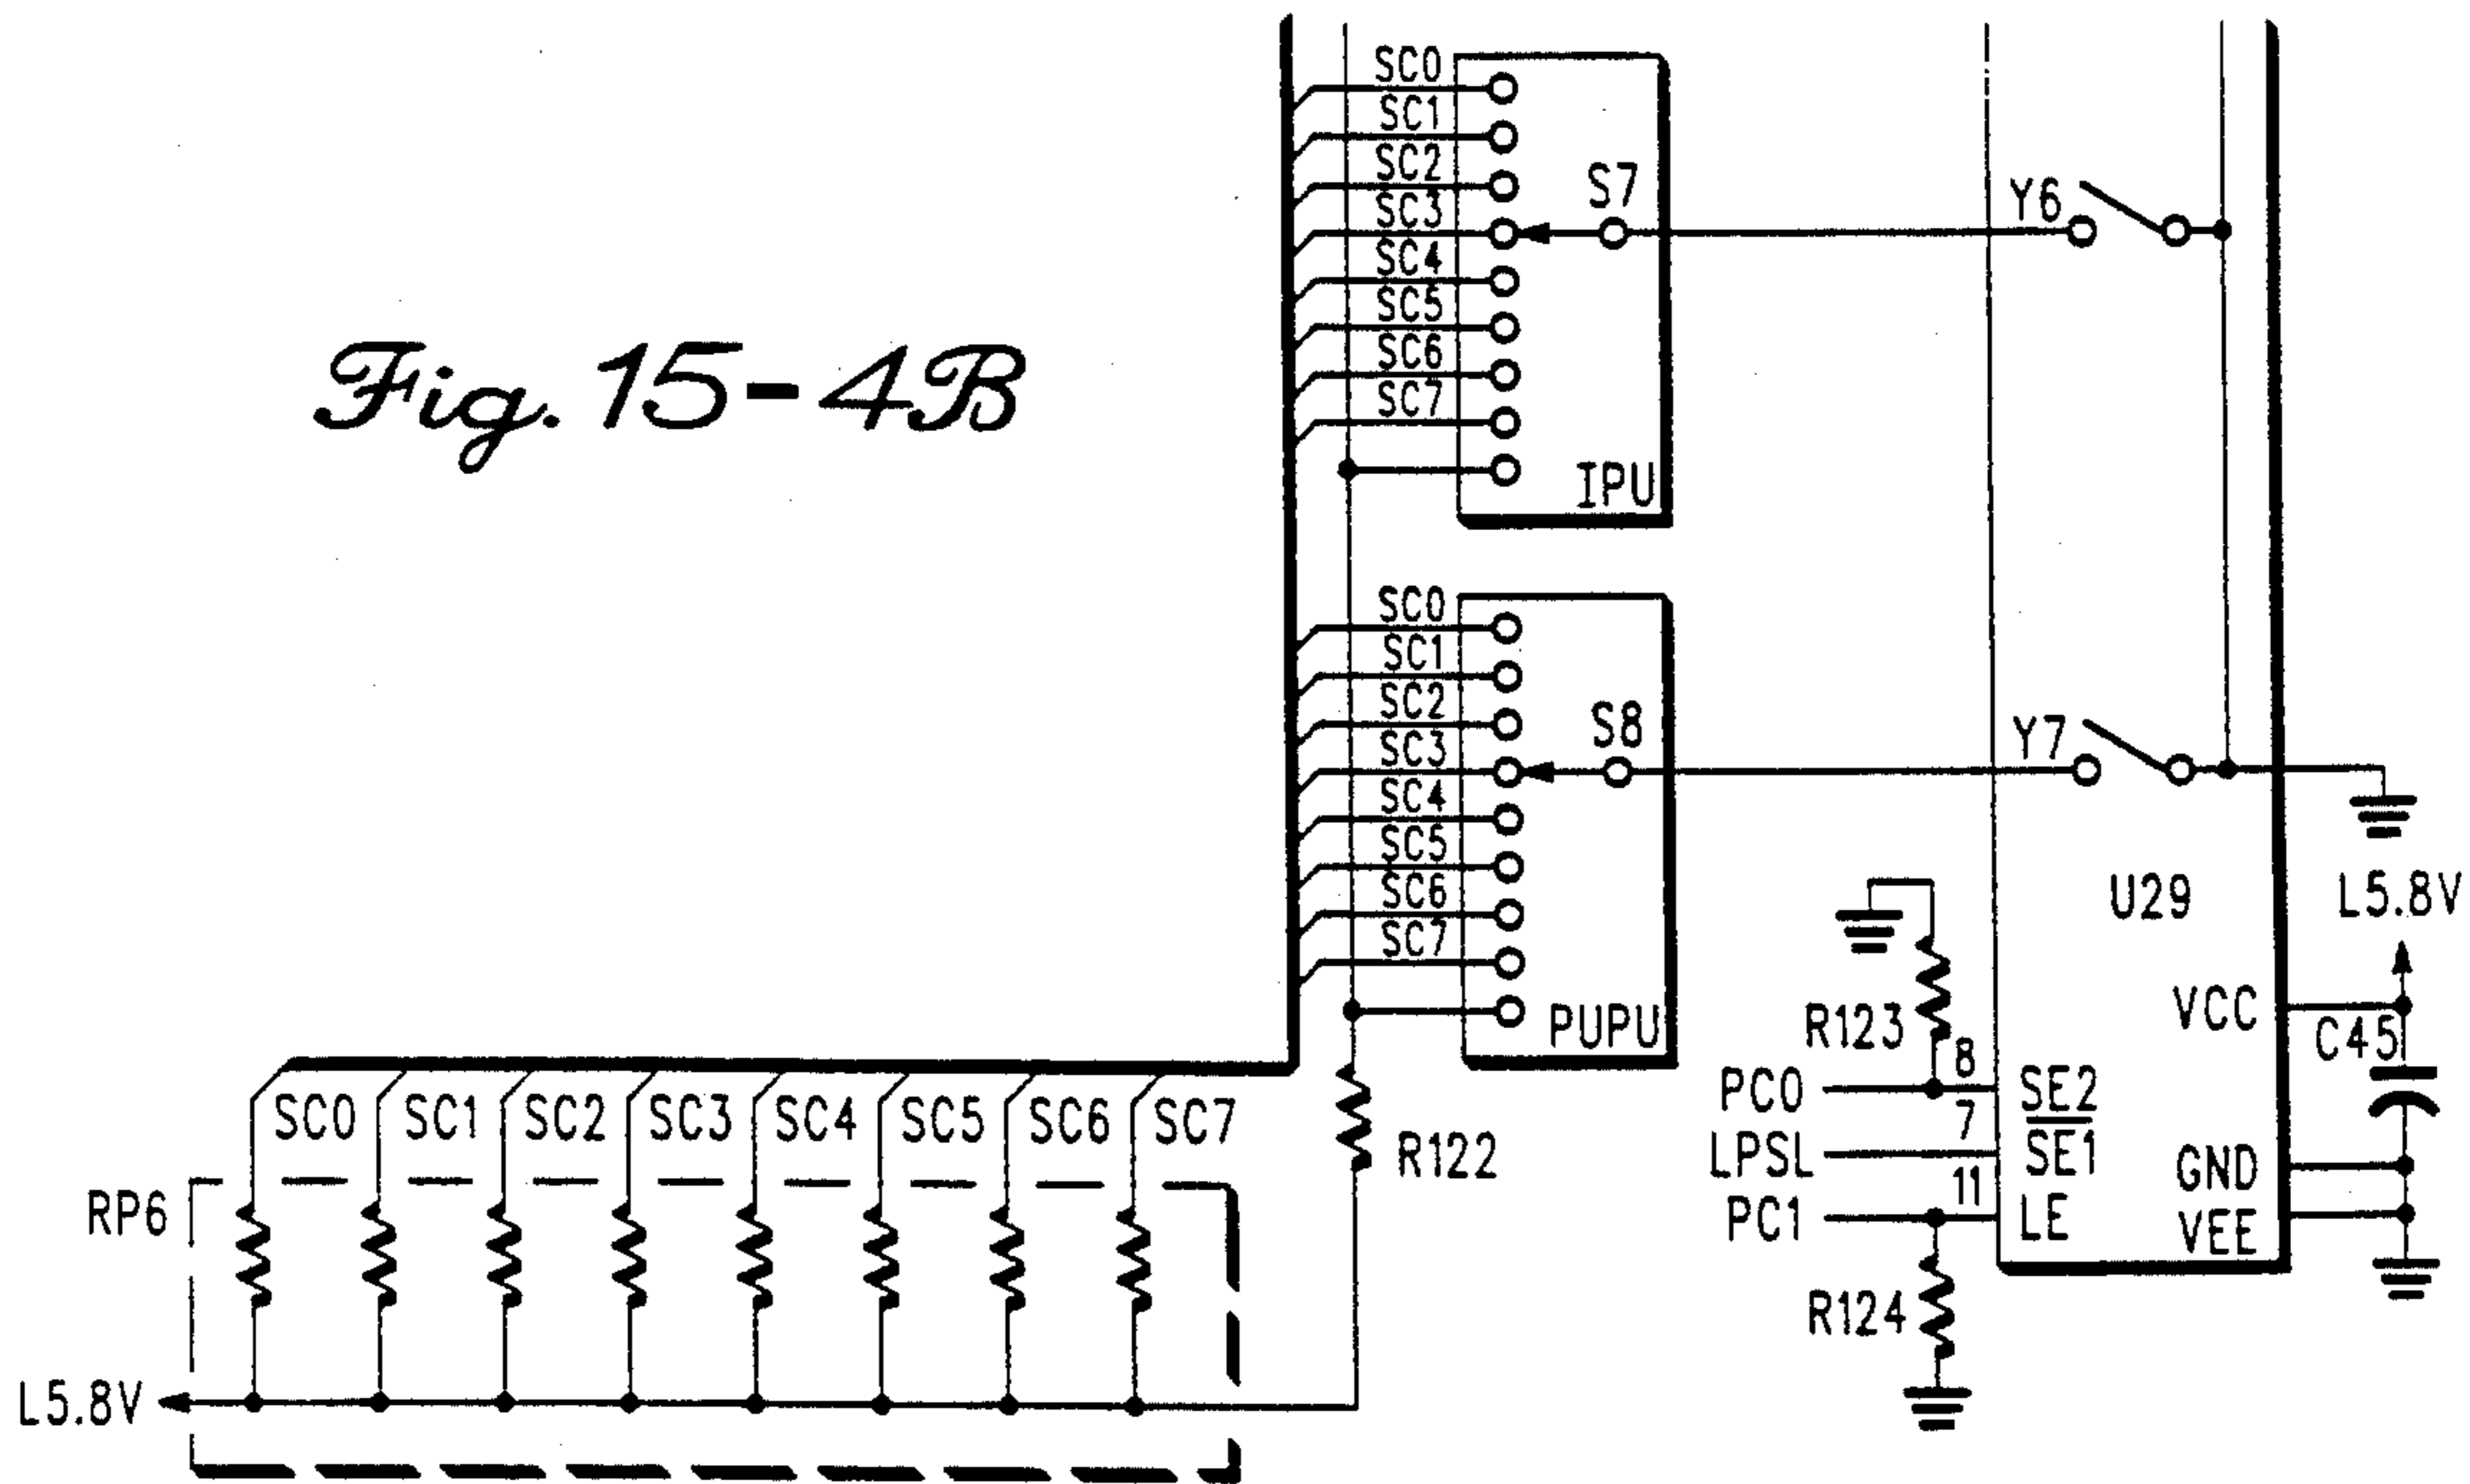 Fig. 15-4B
SC0
SC1
SC2
SC3
SC4
SC5
SC6
SC7
S7
IPU
Y6
SC0
SC1
SC2
SC3
SC4
SC5
SC6
SC7
S8
PUPU
Y7
U29
L5.8V
VCC
C45
R123
PC0
8
SE2
LPSL
7
SE1
PC1
11
LE
GND
VEE
R124
SC0
SC1
SC2
SC3
SC4
SC5
SC6
SC7
R122
RP6
L5.8V